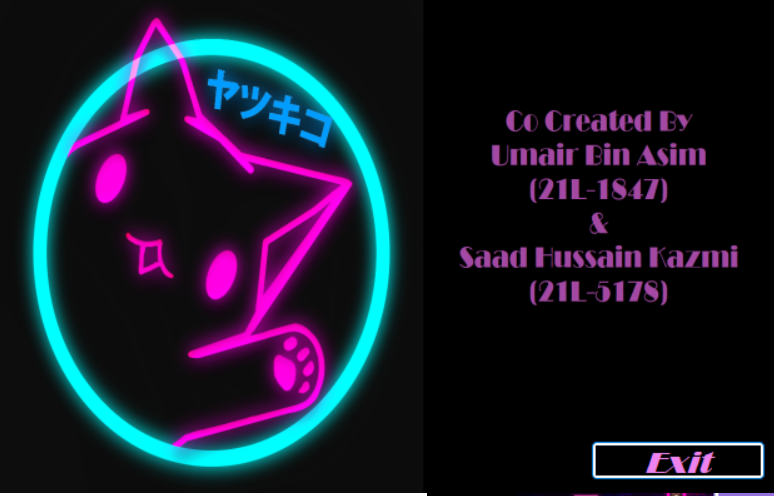 ヤツキコ
Co Created By
Umair Bin Asim
(21L-1847)
&
Saad Hussain Kazmi
(21L-5178)
Exit